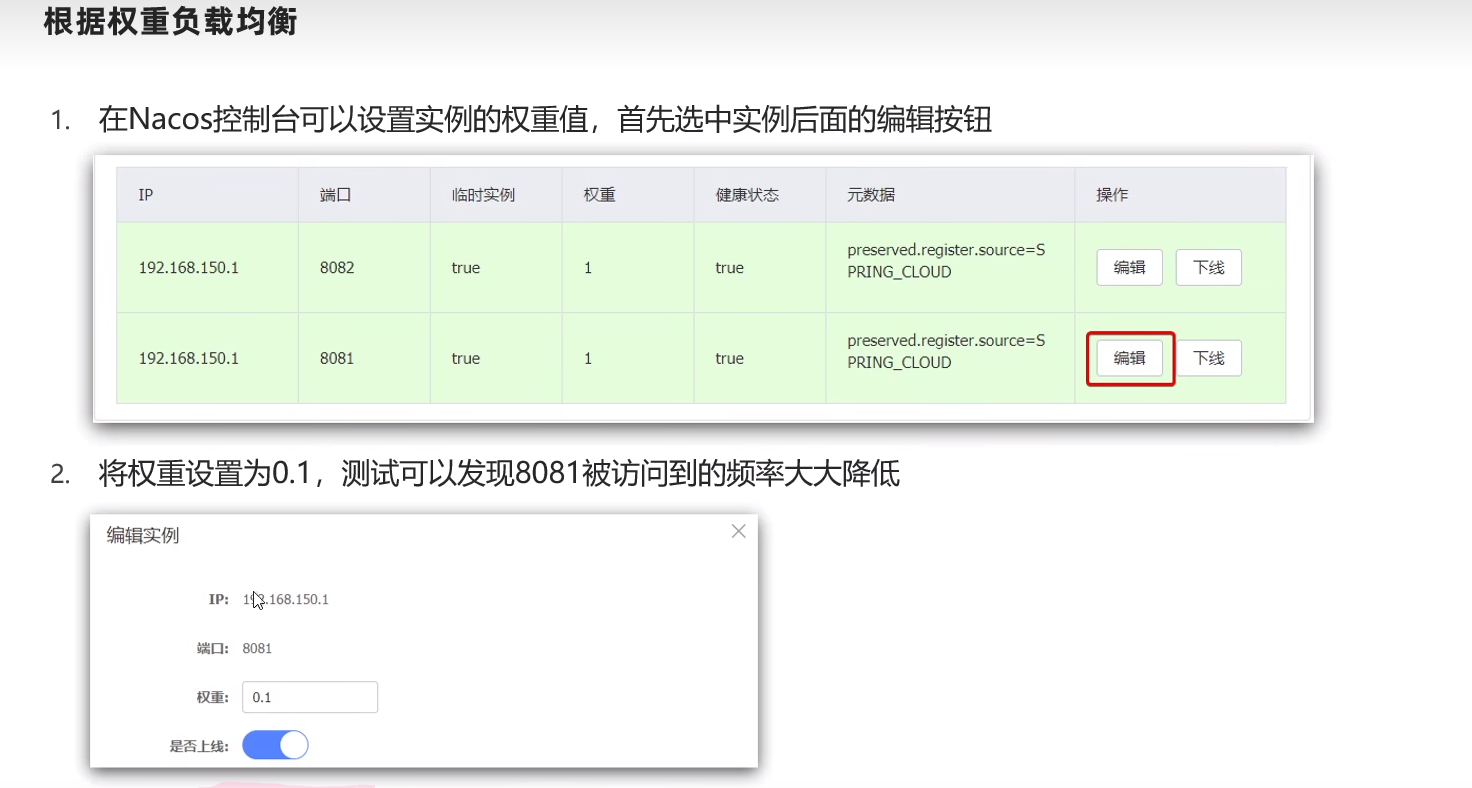 根据权重负载均衡
1. 在Nacos控制台可以设置实例的权重值，首先选中实例后面的编辑按钮
IP 端口 临时实例 权重 健康状态 元数据 操作
192.168.150.1 8082 true 1 true preserved.register.source=S
PRING_CLOUD 编辑 下线
192.168.150.1 8081 true 1 true preserved.register.source=S
PRING_CLOUD 编辑 下线
2. 将权重设置为0.1，测试可以发现8081被访问到的频率大大降低
编辑实例
IP: 192.168.150.1
端口: 8081
权重: 0.1
是否上线: